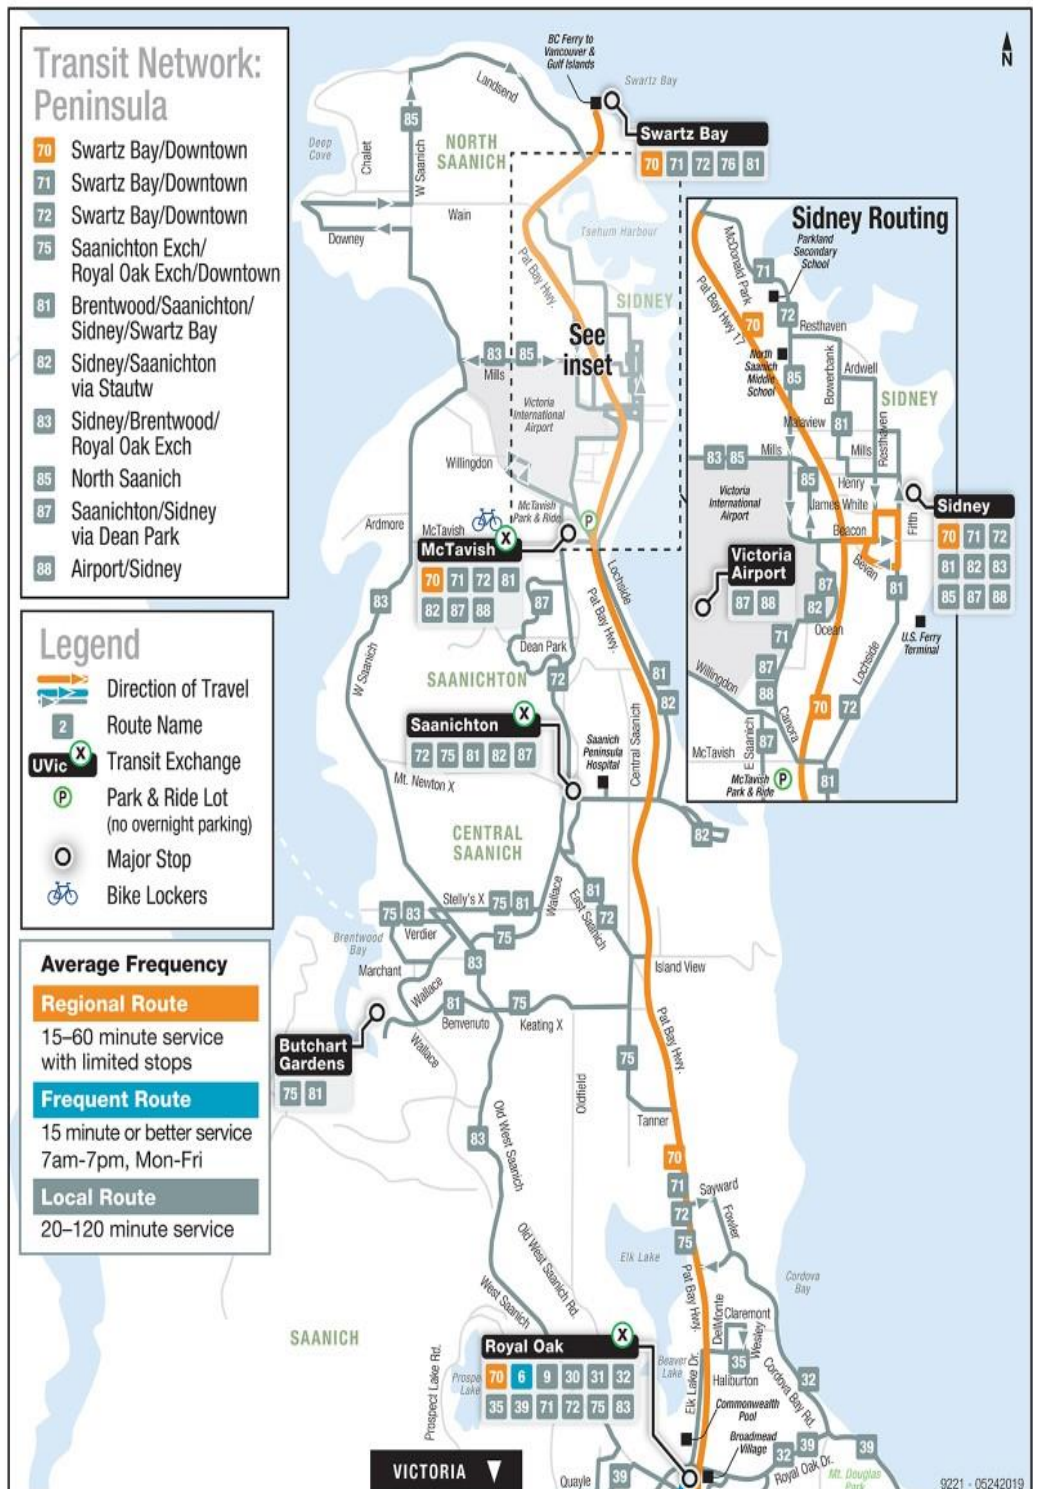 Transit Network:
Peninsula
70 Swartz Bay/Downtown
71 Swartz Bay/Downtown
72 Swartz Bay/Downtown
75 Saanichton Exch/
Royal Oak Exch/Downtown
81 Brentwood/Saanichton/
Sidney/Swartz Bay
82 Sidney/Saanichton
via Stautw
83 Sidney/Brentwood/
Royal Oak Exch
85 North Saanich
87 Saanichton/Sidney
via Dean Park
88 Airport/Sidney
Legend
Direction of Travel
2 Route Name
UVic X Transit Exchange
P Park & Ride Lot
(no overnight parking)
Major Stop
Bike Lockers
Average Frequency
Regional Route
15–60 minute service
with limited stops
Frequent Route
15 minute or better service
7am-7pm, Mon-Fri
Local Route
20–120 minute service
N
BC Ferry to
Vancouver &
Gulf Islands
Swartz Bay
Swartz Bay
70 71 72 76 81
Landsend
85
Deep
Cove
Chalet
W Saanich
NORTH
SAANICH
Wain
Downey
Tsehum Harbour
Pat Bay Hwy.
SIDNEY
See
inset
83 85
Mills
Victoria
International
Airport
Willingdon
McTavish
Park & Ride
P
Ardmore
McTavish
McTavish X
70 71 72 81
82 87 88
Lochside
Pat Bay Hwy.
83
87
Dean Park
W Saanich
SAANICHTON
72
81
82
Saanichton X
72 75 81 82 87
Saanich
Peninsula
Hospital
Central Saanich
Mt. Newton X
82
CENTRAL
SAANICH
Stelly's X
75 81
Wallace
81
East Saanich
72
75 83
Verdier
75
Brentwood
Bay
Marchant
83
Island View
Wallace
81
75
Benvenuto
Keating X
Wallace
Pat Bay Hwy.
Butchart
Gardens
75 81
75
Oldfield
Tanner
83
Old West Saanich
70
71
72
75
Sayward
Fowler
Old West Saanich Rd.
Elk Lake
Pat Bay Hwy.
Cordova
Bay
West Saanich
SAANICH
DelMonte
Claremont
Wesley
35
Haliburton
Cordova Bay Rd.
32
Royal Oak X
70 6 9 30 31 32
35 39 71 72 75 83
Beaver
Lake
Elk Lake Dr.
Prospect Lake Rd.
Commonwealth
Pool
Broadmead
Village
32 39
39
Royal Oak Dr.
Mt. Douglas
Park
VICTORIA
Quayle
39
9221 - 05242019
Sidney Routing
McDonald Park
Parkland
Secondary
School
71
Pat Bay Hwy 17
70
72
Resthaven
North
Saanich
Middle
School
85
Bowerbank
Ardwell
SIDNEY
Malaview
81
Resthaven
83 85
Mills
Mills
85
Henry
Victoria
International
Airport
James White
Beacon
Fifth
Bevan
Sidney
70 71 72
81 82 83
85 87 88
Victoria
Airport
87 88
87
82
81
Ocean
71
U.S. Ferry
Terminal
Lochside
87
88
Willingdon
70
72
Canora
E Saanich
87
McTavish
McTavish
Park & Ride
P
81